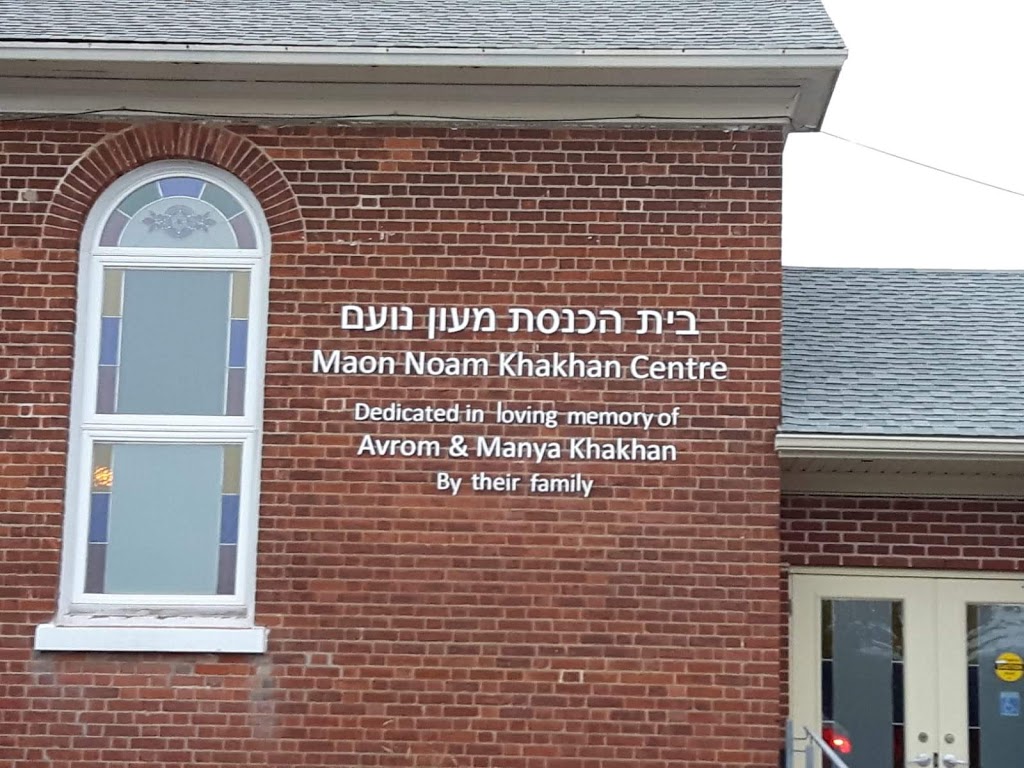 בית הכנסת מעון נועם
Maon Noam Khakhan Centre
Dedicated in loving memory of
Avrom & Manya Khakhan
By their family